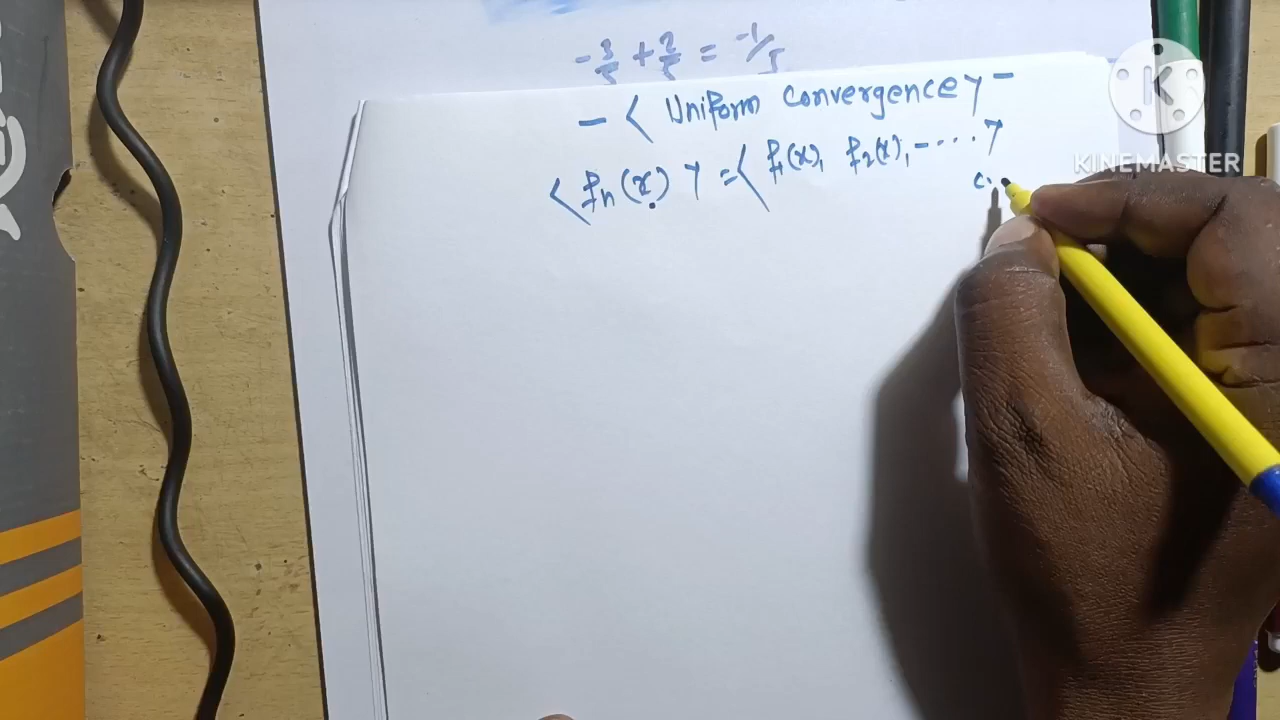 -3/5 + 2/5 = -1/5
- < Uniform convergence > -
< fn(x) > = < f1(x), f2(x), - .... >
KINEMASTER